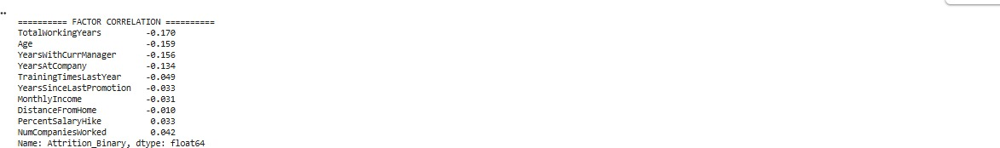 ..
========== FACTOR CORRELATION ==========
TotalWorkingYears -0.170
Age -0.159
YearsWithCurrManager -0.156
YearsAtCompany -0.134
TrainingTimesLastYear -0.049
YearsSinceLastPromotion -0.033
MonthlyIncome -0.031
DistanceFromHome -0.010
PercentSalaryHike 0.033
NumCompaniesWorked 0.042
Name: Attrition_Binary, dtype: float64